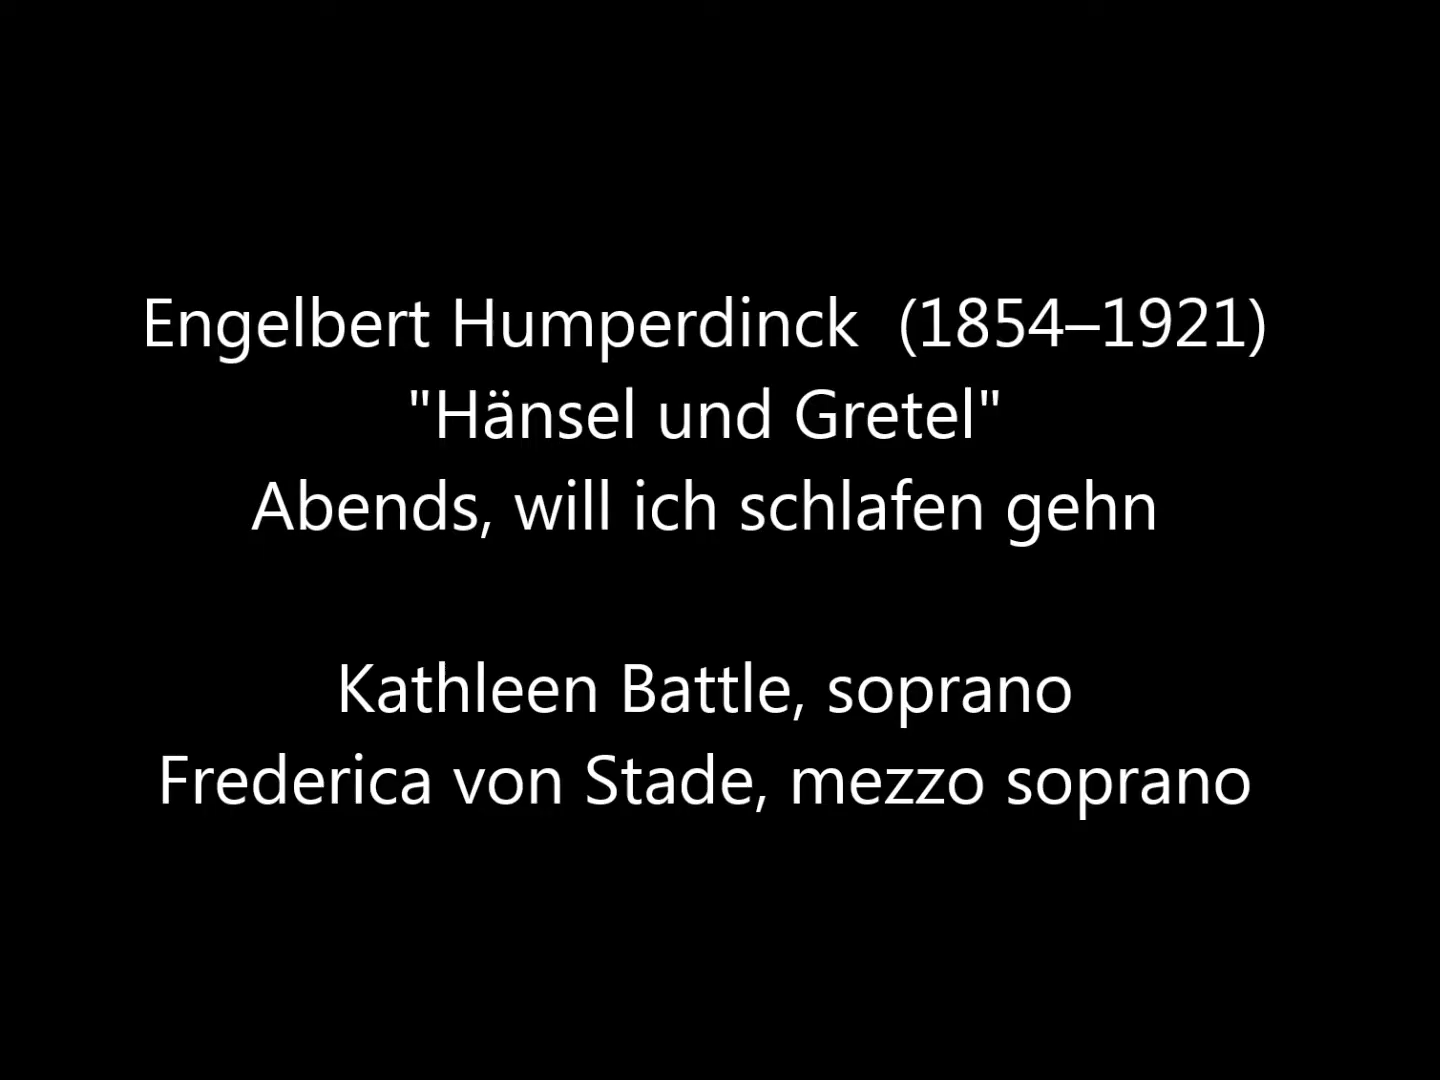 Engelbert Humperdinck  (1854–1921)
"Hänsel und Gretel"
Abends, will ich schlafen gehn
Kathleen Battle, soprano
Frederica von Stade, mezzo soprano